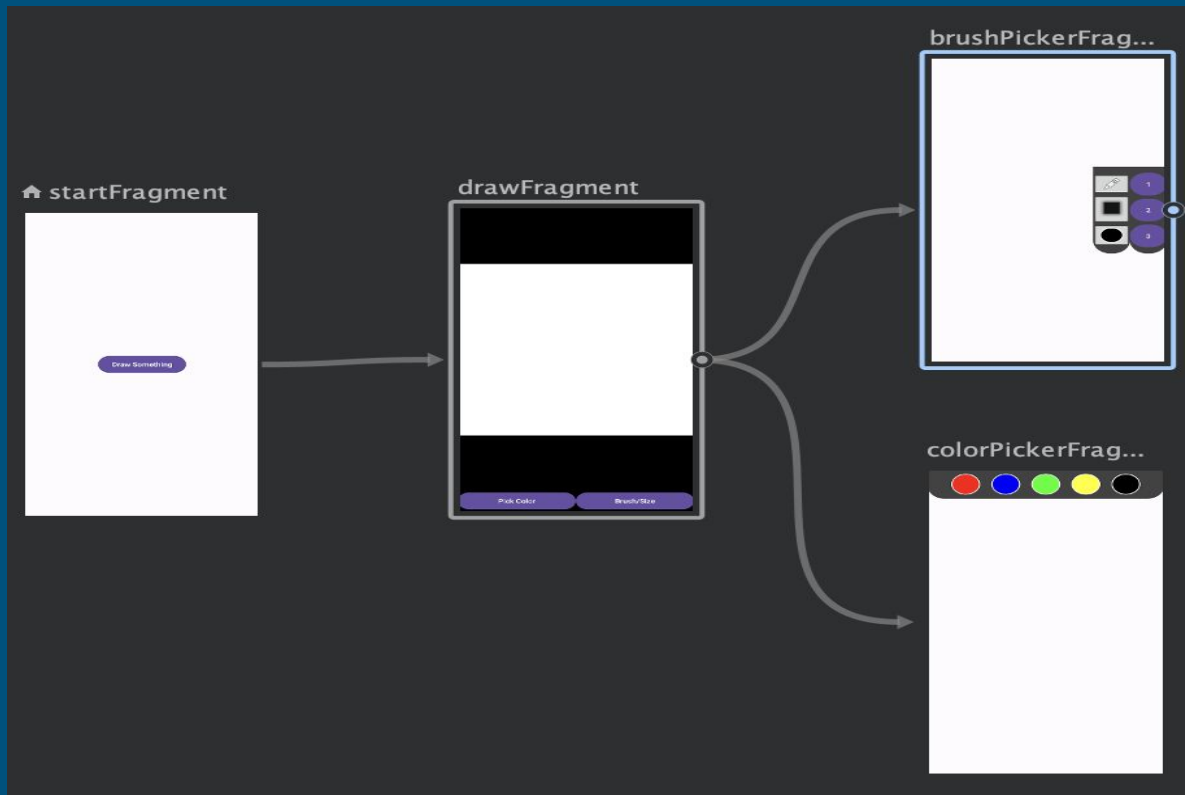 startFragment
Draw Something
drawFragment
Pick Color
Brush/Size
brushPickerFrag...
1
2
3
colorPickerFrag...